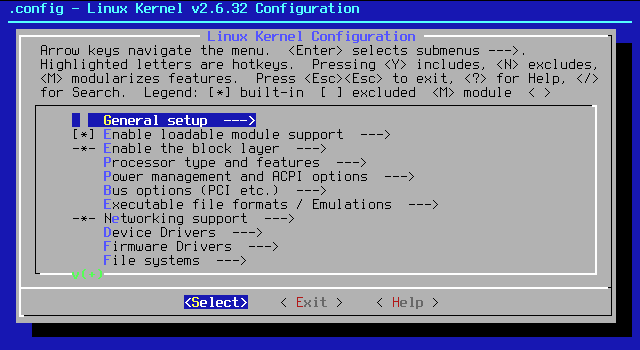 .config - Linux Kernel v2.6.32 Configuration
Linux Kernel Configuration
Arrow keys navigate the menu. <Enter> selects submenus --->.
Highlighted letters are hotkeys. Pressing <Y> includes, <N> excludes,
<M> modularizes features. Press <Esc><Esc> to exit, <?> for Help, </>
for Search. Legend: [*] built-in [ ] excluded <M> module < >
General setup --->
[*] Enable loadable module support --->
-*- Enable the block layer --->
Processor type and features --->
Power management and ACPI options --->
Bus options (PCI etc.) --->
Executable file formats / Emulations --->
-*- Networking support --->
Device Drivers --->
Firmware Drivers --->
File systems --->
v(+)
<Select> < Exit > < Help >